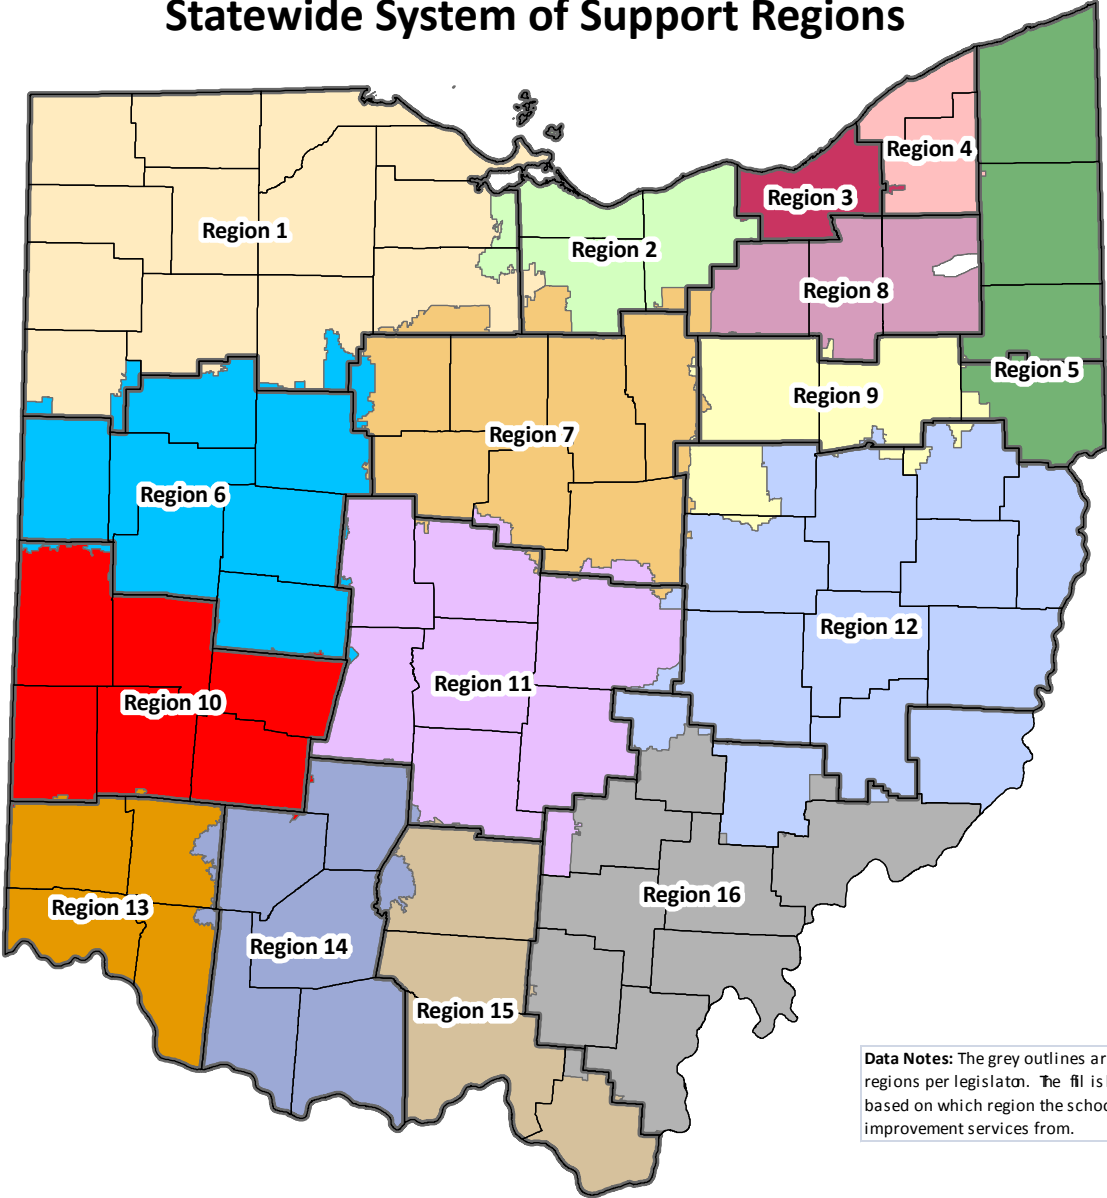 Statewide System of Support Regions
Region 4
Region 3
Region 1
Region 2
Region 8
Region 5
Region 9
Region 7
Region 6
Region 12
Region 11
Region 10
Region 16
Region 13
Region 14
Region 15
Data Notes: The grey outlines ar
regions per legislaton. The fill is
based on which region the schoo
improvement services from.